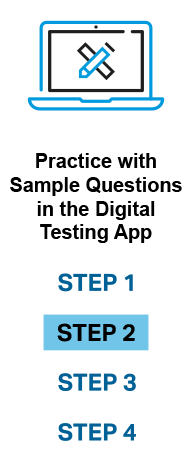 Practice with
Sample Questions
in the Digital
Testing App
STEP 1
STEP 2
STEP 3
STEP 4